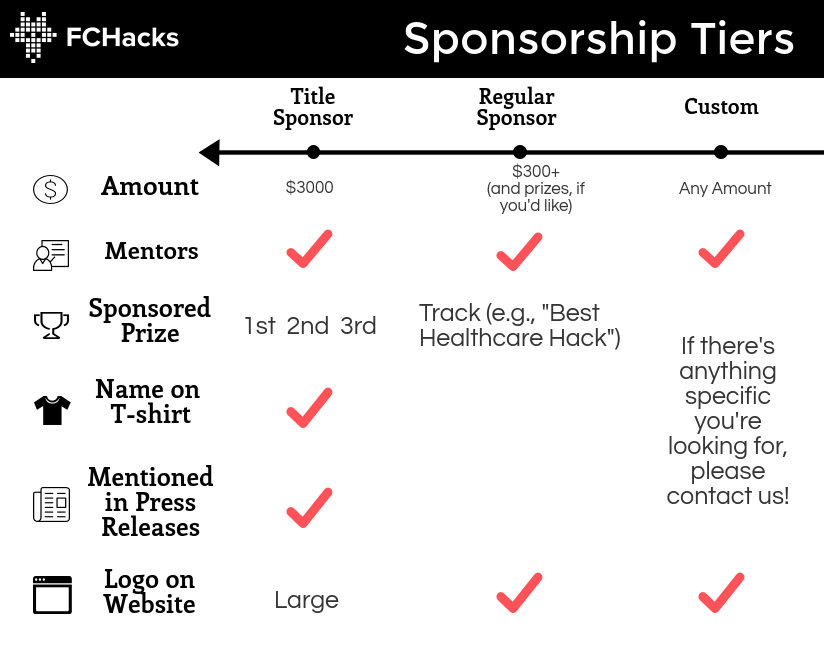 FCHacks
Sponsorship Tiers
Title
Sponsor
Regular
Sponsor
Custom
Amount
$3000
$300+
(and prizes, if
you'd like)
Any Amount
Mentors
Sponsored
Prize
1st 2nd 3rd
Track (e.g., "Best
Healthcare Hack")
If there's
anything
specific
you're
looking for,
please
contact us!
Name on
T-shirt
Mentioned
in Press
Releases
Logo on
Website
Large